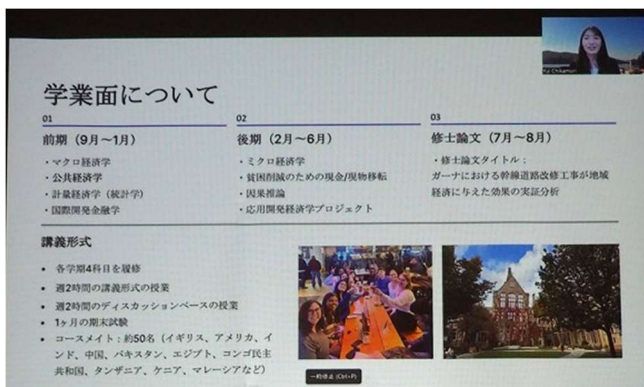 学業面について
01
前期（9月～1月）
・マクロ経済学
・公共経済学
・計量経済学（統計学）
・国際開発金融学
02
後期（2月～6月）
・ミクロ経済学
・貧困削減のための現金/現物移転
・因果推論
・応用開発経済学プロジェクト
03
修士論文（7月～8月）
・修士論文タイトル：
ガーナにおける幹線道路改修工事が地域
経済に与えた効果の実証分析
講義形式
• 各学期4科目を履修
• 週2時間の講義形式の授業
• 週2時間のディスカッションベースの授業
• 1ヶ月の期末試験
• コースメイト：約50名（イギリス、アメリカ、イ
ンド、中国、パキスタン、エジプト、コンゴ民主
共和国、タンザニア、ケニア、マレーシアなど）
一時停止 (Ctrl+P)